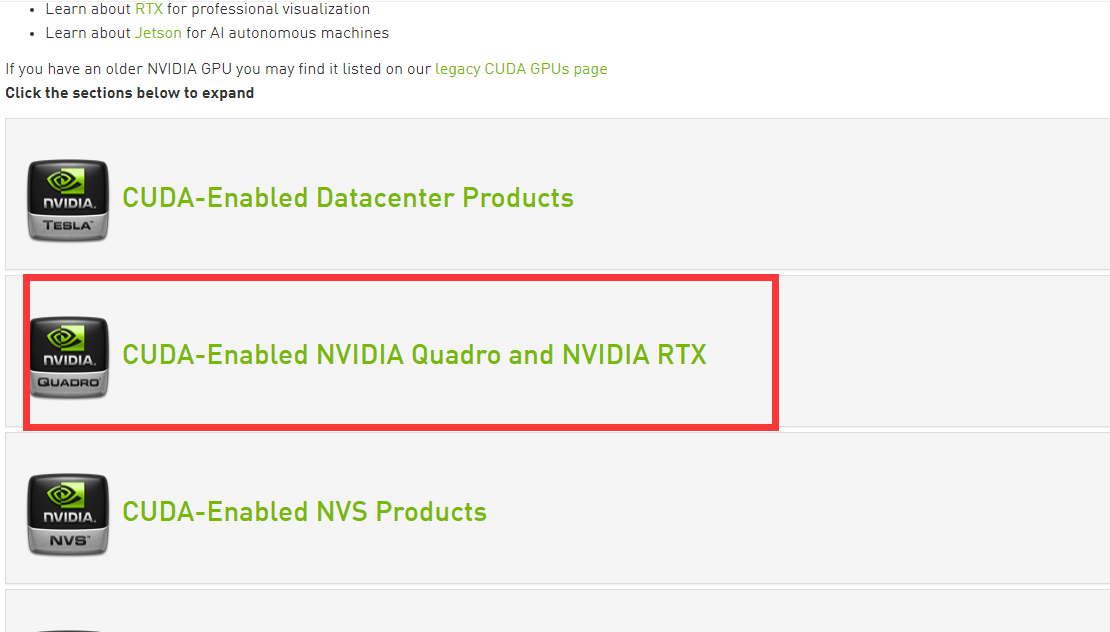 Learn about RTX for professional visualization
Learn about Jetson for AI autonomous machines
If you have an older NVIDIA GPU you may find it listed on our legacy CUDA GPUs page
Click the sections below to expand
NVIDIA.
TESLA™
CUDA-Enabled Datacenter Products
NVIDIA.
QUADRO®
CUDA-Enabled NVIDIA Quadro and NVIDIA RTX
NVIDIA.
NVS™
CUDA-Enabled NVS Products